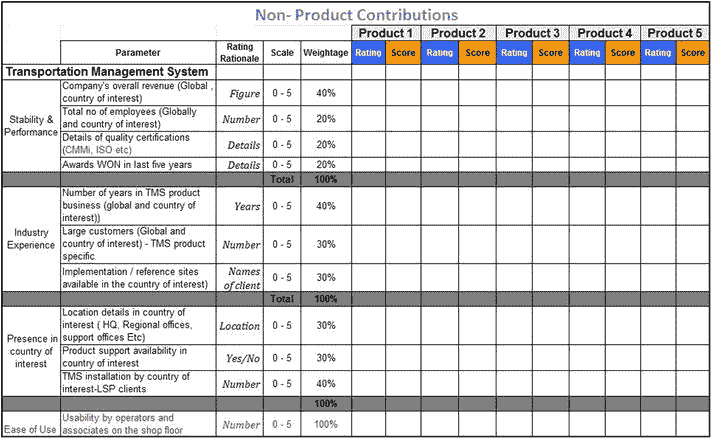 Non- Product Contributions
Product 1 Product 2 Product 3 Product 4 Product 5
Parameter Rating Rationale Scale Weightage Rating Score Rating Score Rating Score Rating Score Rating Score
Transportation Management System
Stability & Performance
Company's overall revenue (Global ,
country of interest) Figure 0 - 5 40%
Total no of employees (Globally
and country of interest) Number 0 - 5 20%
Details of quality certifications
(CMMi, ISO etc) Details 0 - 5 20%
Awards WON in last five years Details 0 - 5 20%
Total 100%
Industry Experience
Number of years in TMS product
business (global and country of
interest)) Years 0 - 5 40%
Large customers (Global and
country of interest) - TMS product
specific Number 0 - 5 30%
Implementation / reference sites
available in the country of interest) Names of client 0 - 5 30%
Total 100%
Presence in country of interest
Location details in country of
interest ( HQ, Regional offices,
support offices Etc) Location 0 - 5 30%
Product support availability in
country of interest Yes/No 0 - 5 30%
TMS installation by country of
interest-LSP clients Number 0 - 5 40%
100%
Ease of Use
Usability by operators and
associates on the shop floor Number 0 - 5 100%